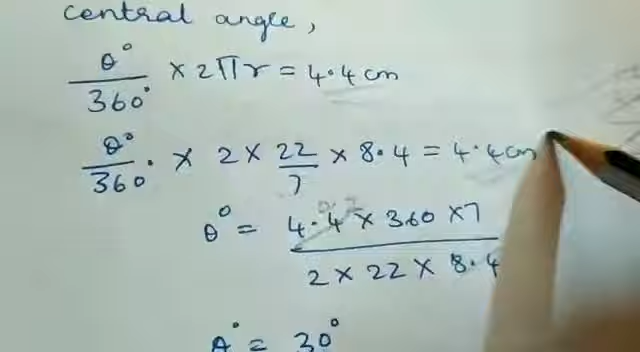 central angle,
θ°/360° × 2πr = 4.4 cm
θ°/360° × 2 × 22/7 × 8.4 = 4.4 cm
θ° = 4.4 × 360 × 7 / 2 × 22 × 8.4
θ° = 30°